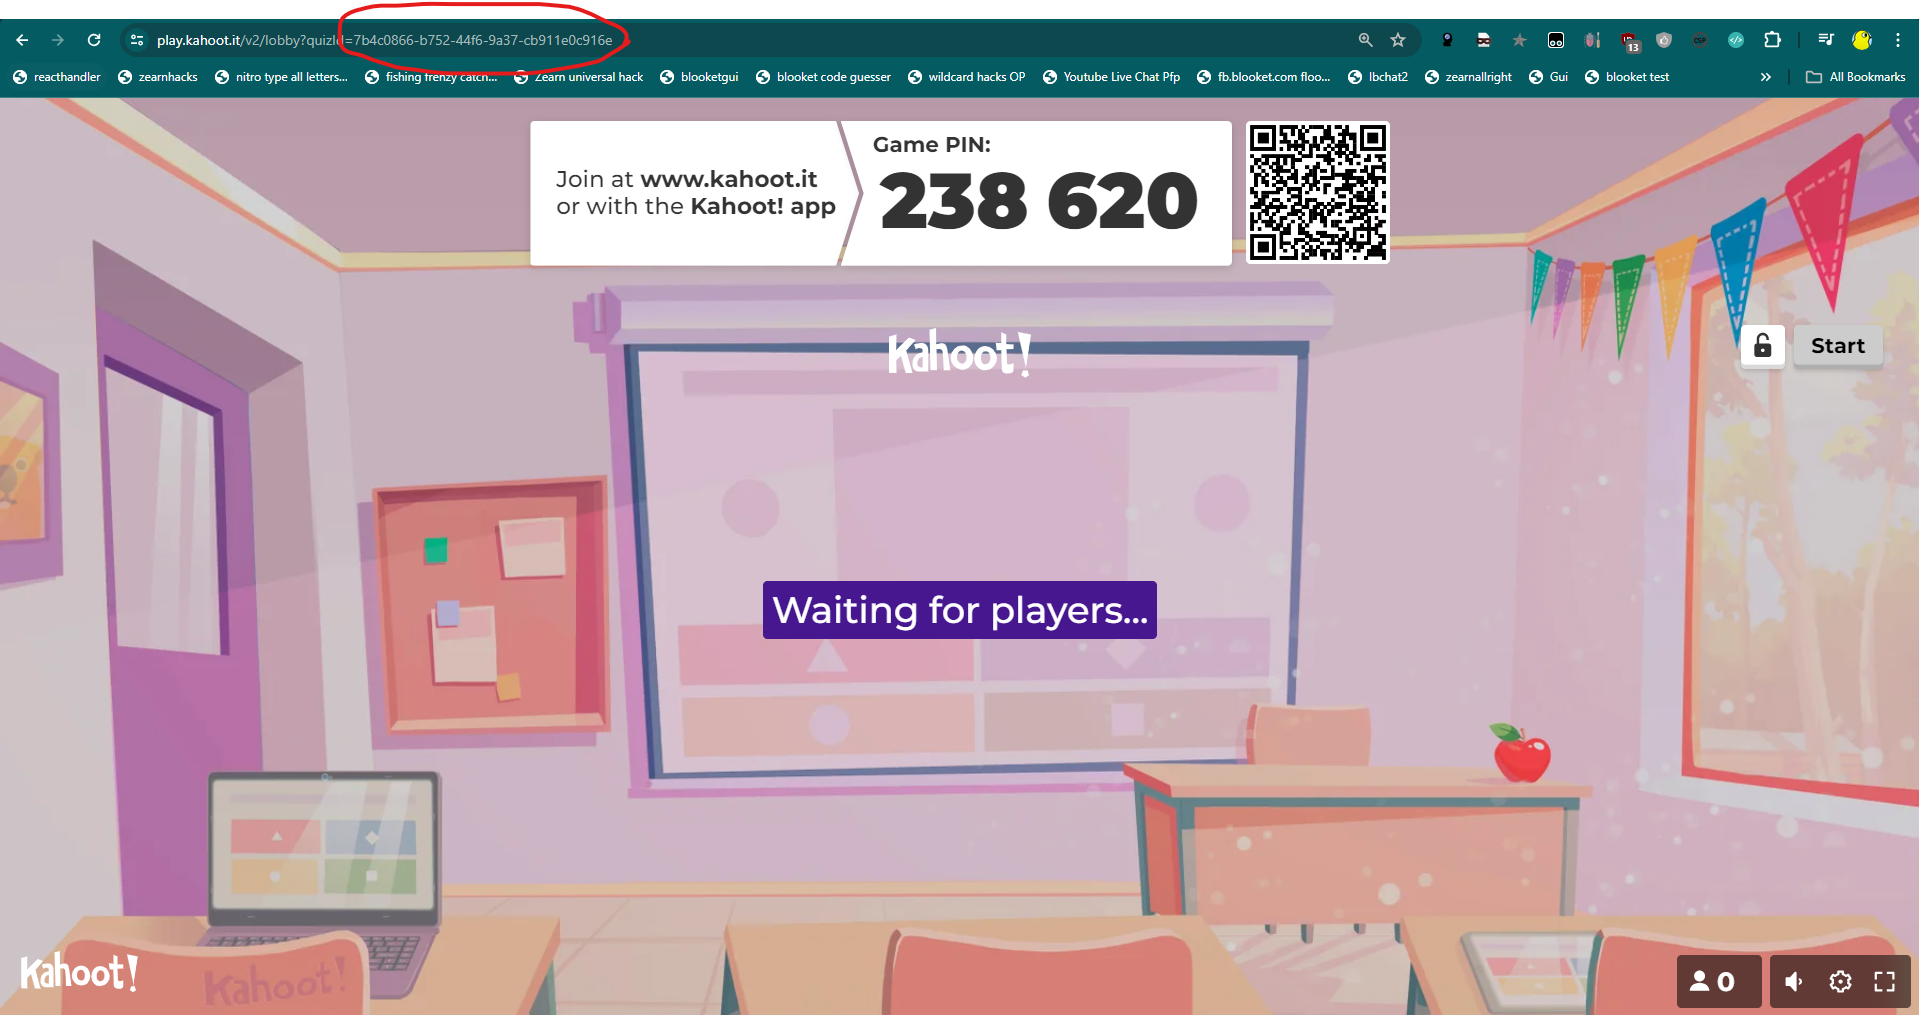 play.kahoot.it/v2/lobby?quizId=7b4c0866-b752-44f6-9a37-cb911e0c916e
13
CSP
reacthandler
zearnhacks
nitro type all letters...
fishing frenzy catch...
Zearn universal hack
blooketgui
blooket code guesser
wildcard hacks OP
Youtube Live Chat Pfp
fb.blooket.com floo...
lbchat2
zearnallright
Gui
blooket test
»
All Bookmarks
Join at www.kahoot.it
or with the Kahoot! app
Game PIN:
238 620
Kahoot!
Start
Waiting for players...
Kahoot!
Kahoot!
0